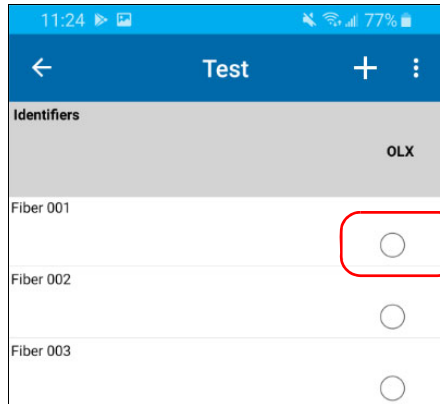 11:24 77%
Test
Identifiers
OLX
Fiber 001
Fiber 002
Fiber 003